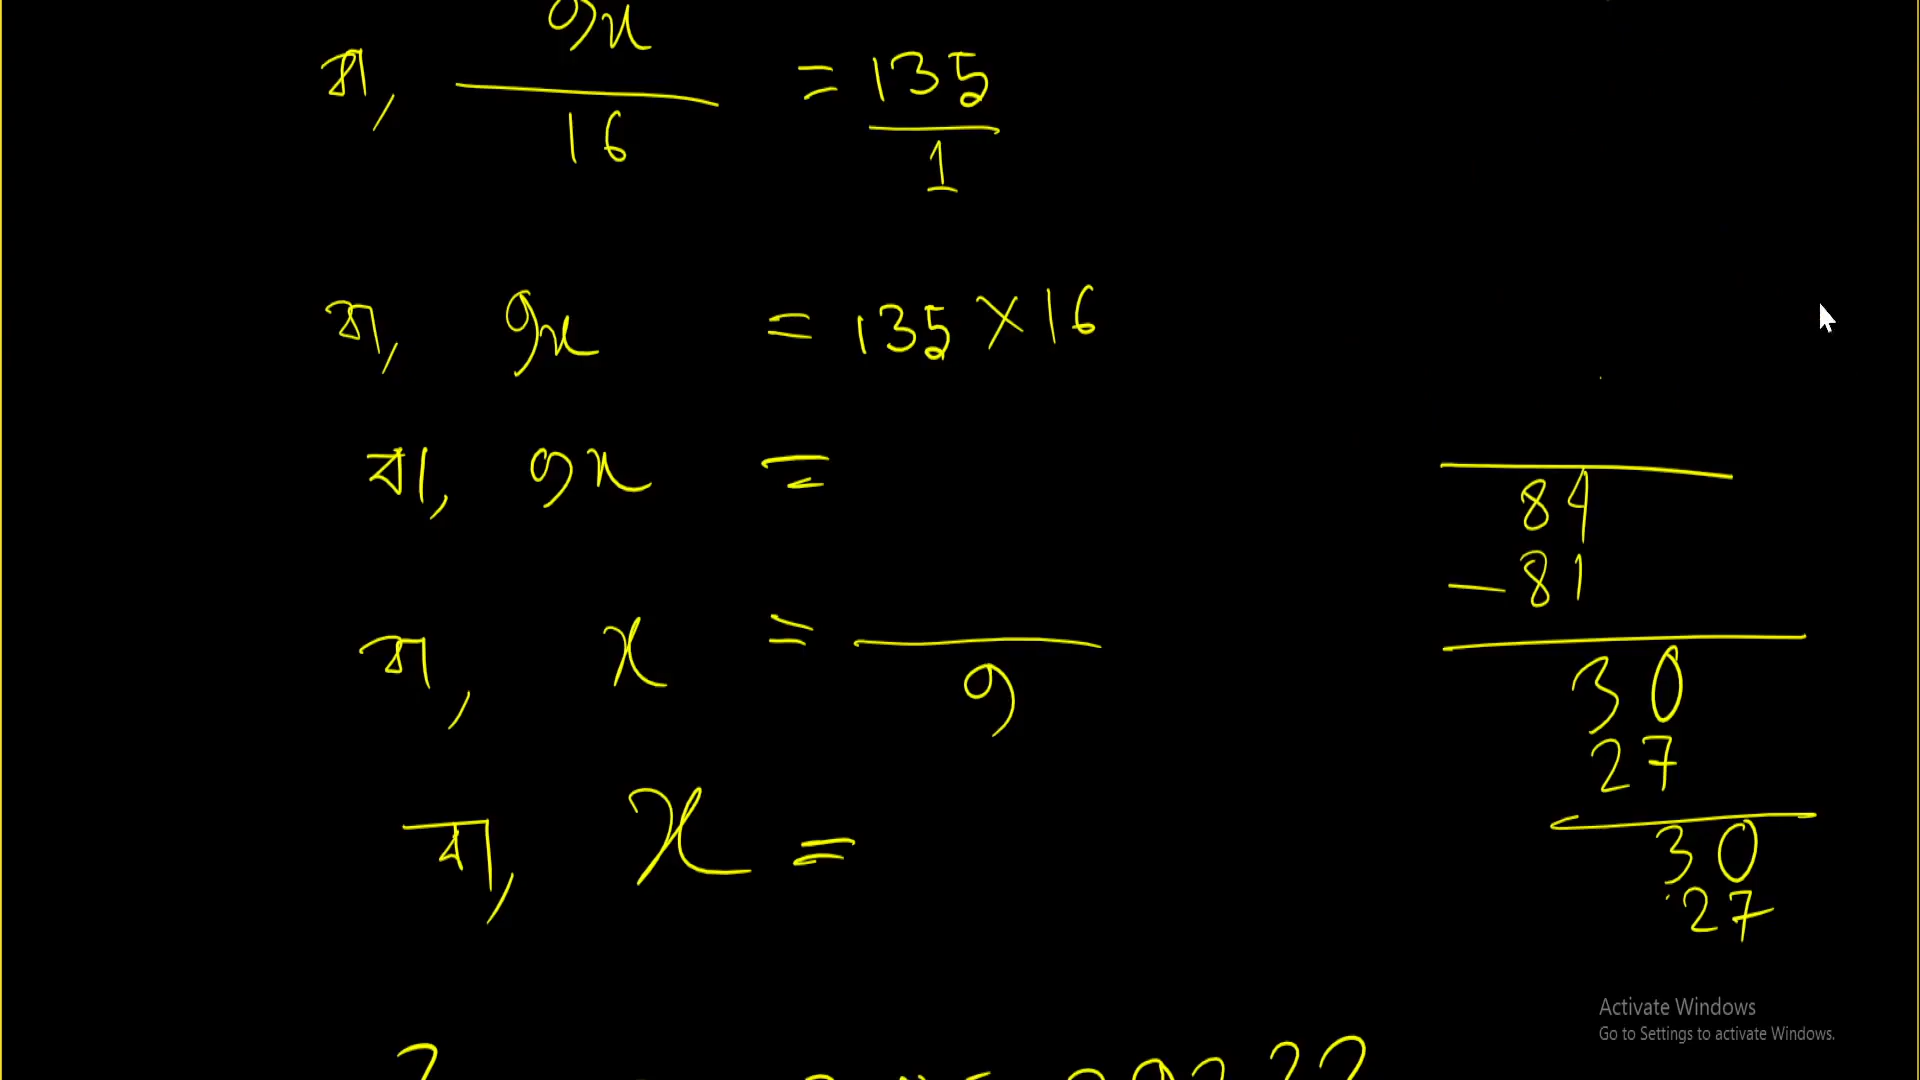 বা, 9x/16 = 135/1
বা, 9x = 135 × 16
বা, 9x =
বা, x = /9
বা, x =
84
- 81
30
27
30
27
Activate Windows
Go to Settings to activate Windows.